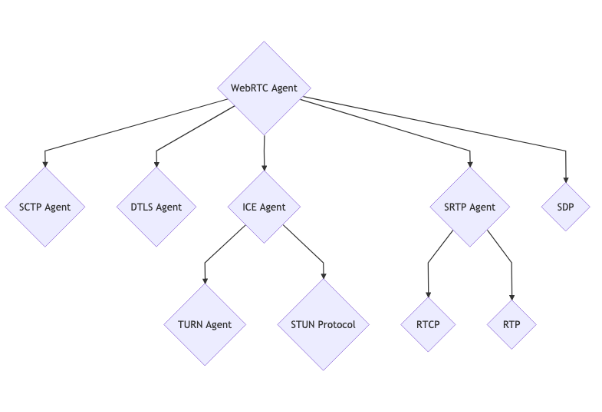 WebRTC Agent
SCTP Agent
DTLS Agent
ICE Agent
SRTP Agent
SDP
TURN Agent
STUN Protocol
RTCP
RTP